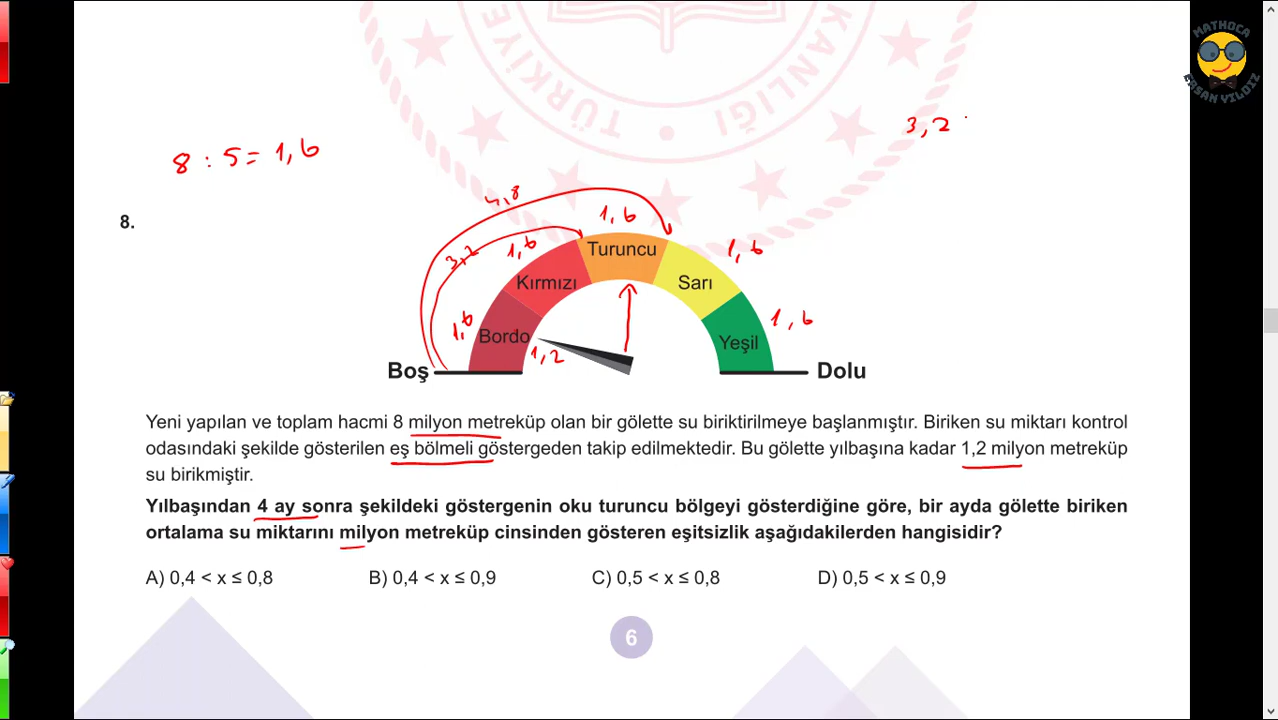 MATHOCA
ERSAN YILDIZ
TÜRKİYE
KANLIĞI
3,2
8 : 5 = 1,6
8.
4,8
3,2
1,6
1,6
1,6
1,6
1,6
Turuncu
Kırmızı
Sarı
Bordo
Yeşil
1,2
Boş
Dolu
Yeni yapılan ve toplam hacmi 8 milyon metreküp olan bir gölette su biriktirilmeye başlanmıştır. Biriken su miktarı kontrol
odasındaki şekilde gösterilen eş bölmeli göstergeden takip edilmektedir. Bu gölette yılbaşına kadar 1,2 milyon metreküp
su birikmiştir.
Yılbaşından 4 ay sonra şekildeki göstergenin oku turuncu bölgeyi gösterdiğine göre, bir ayda gölette biriken
ortalama su miktarını milyon metreküp cinsinden gösteren eşitsizlik aşağıdakilerden hangisidir?
A) 0,4 < x ≤ 0,8 B) 0,4 < x ≤ 0,9 C) 0,5 < x ≤ 0,8 D) 0,5 < x ≤ 0,9
6